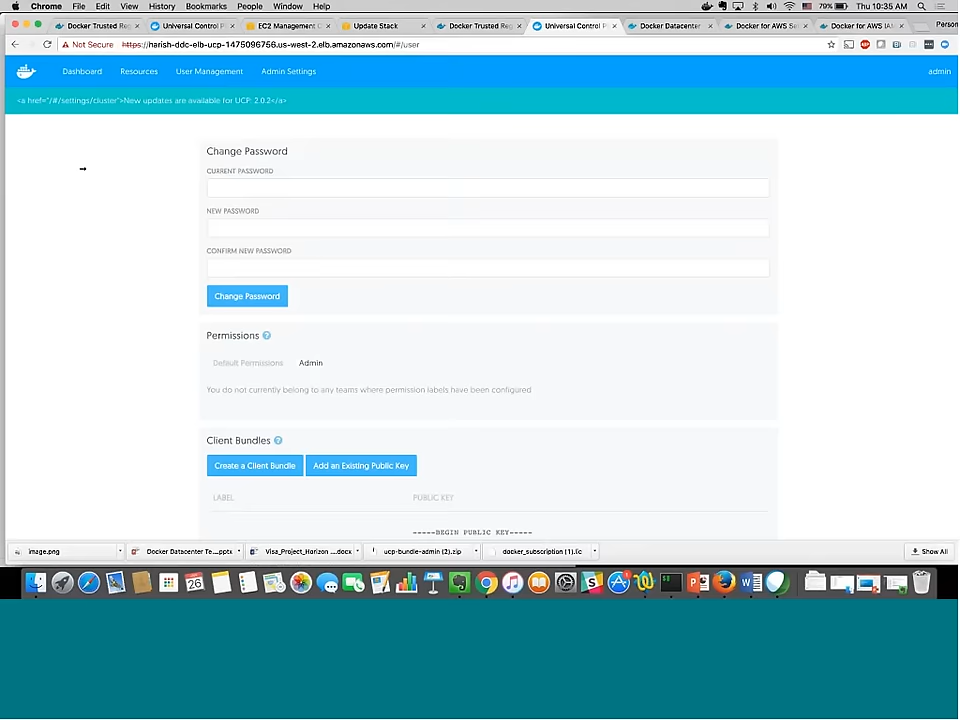 Chrome File Edit View History Bookmarks People Window Help 79% Thu 10:35 AM
Docker Trusted Re Universal Control P EC2 Management C Update Stack Docker Trusted Reg Universal Control P Docker Datacenter Docker for AWS Se Docker for AWS IA Person
Not Secure https://harish-ddc-elb-ucp-1475096756.us-west-2.elb.amazonaws.com/#/user
Dashboard Resources User Management Admin Settings admin
<a href="/#/settings/cluster">New updates are available for UCP: 2.0.2</a>
Change Password
CURRENT PASSWORD
NEW PASSWORD
CONFIRM NEW PASSWORD
Change Password
Permissions ?
Default Permissions Admin
You do not currently belong to any teams where permission labels have been configured
Client Bundles ?
Create a Client Bundle Add an Existing Public Key
LABEL PUBLIC KEY
-----BEGIN PUBLIC KEY-----
image.png Docker Datacenter Te....pptx Visa_Project_Horizon ....docx ucp-bundle-admin (2).zip docker_subscription (1).lic Show All
26